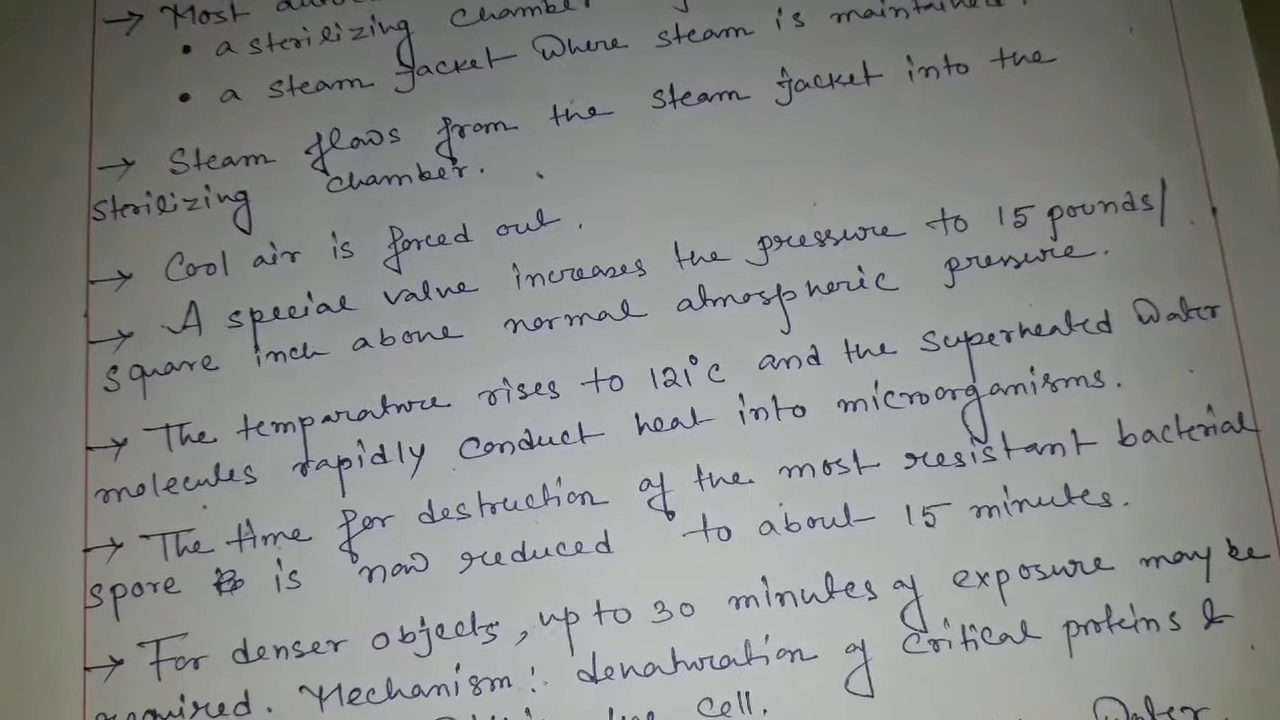 → Most
• a sterilizing chamber
• a steam jacket where steam is maintained.
→ Steam flows from the steam jacket into the
sterilizing chamber.
→ Cool air is forced out.
→ A special valve increases the pressure to 15 pounds/
square inch above normal atmospheric pressure.
→ The temparature rises to 121°c and the superheated water
molecules rapidly conduct heat into microorganisms.
→ The time for destruction of the most resistant bacterial
spore is now reduced to about 15 minutes.
→ For denser objects, up to 30 minutes of exposure may be
required. Mechanism: denaturation of critical proteins &
cell.
Water